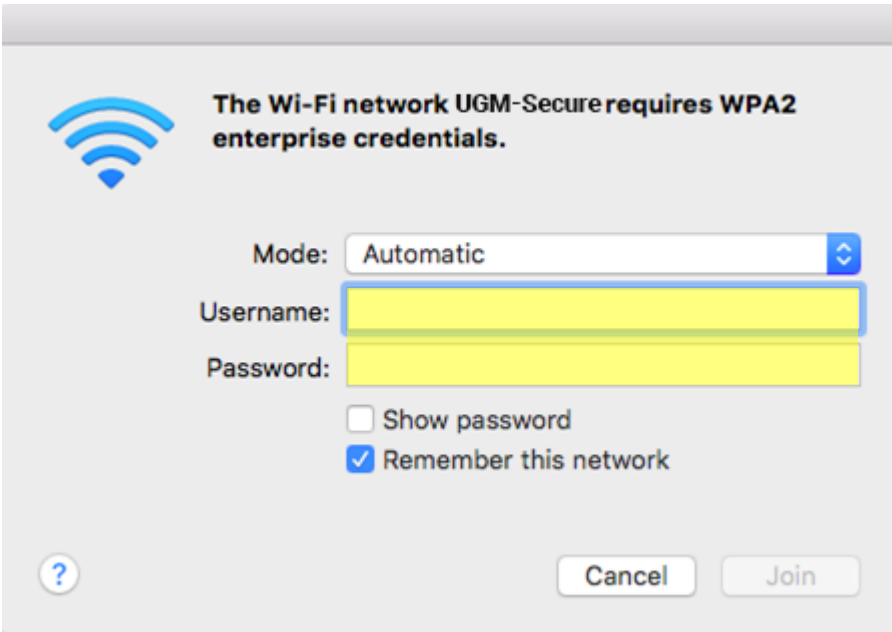 The Wi-Fi network UGM-Secure requires WPA2
enterprise credentials.
Mode: Automatic
Username:
Password:
Show password
Remember this network
? Cancel Join